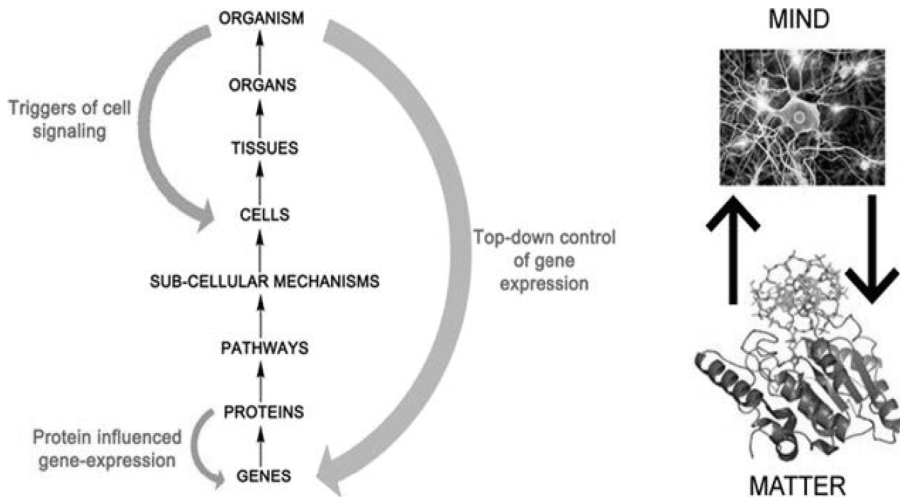 ORGANISM
ORGANS
TISSUES
CELLS
SUB-CELLULAR MECHANISMS
PATHWAYS
PROTEINS
GENES
Triggers of cell
signaling
Protein influenced
gene-expression
Top-down control
of gene
expression
MIND
MATTER